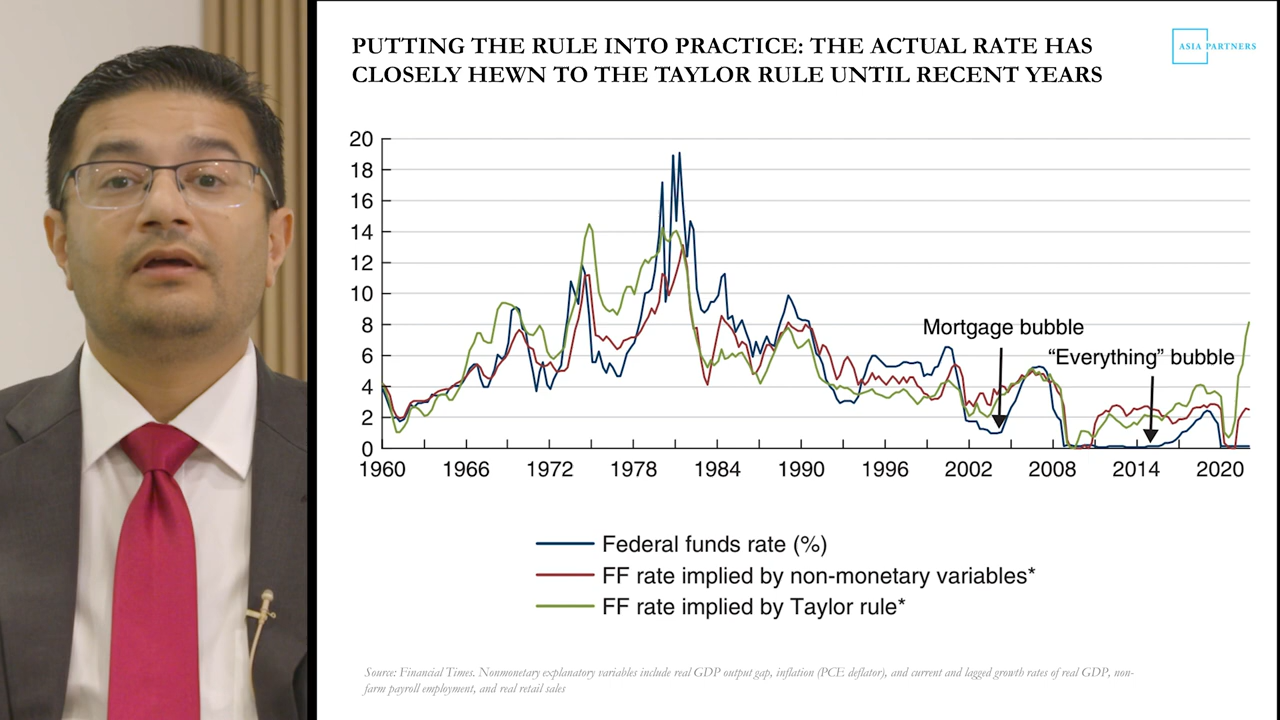 PUTTING THE RULE INTO PRACTICE: THE ACTUAL RATE HAS
CLOSELY HEWN TO THE TAYLOR RULE UNTIL RECENT YEARS
ASIA PARTNERS
20
18
16
14
12
10
8
6
4
2
0
Mortgage bubble
“Everything” bubble
1960 1966 1972 1978 1984 1990 1996 2002 2008 2014 2020
Federal funds rate (%)
FF rate implied by non-monetary variables*
FF rate implied by Taylor rule*
Source: Financial Times. Nonmonetary explanatory variables include real GDP output gap, inflation (PCE deflator), and current and lagged growth rates of real GDP, non-
farm payroll employment, and real retail sales